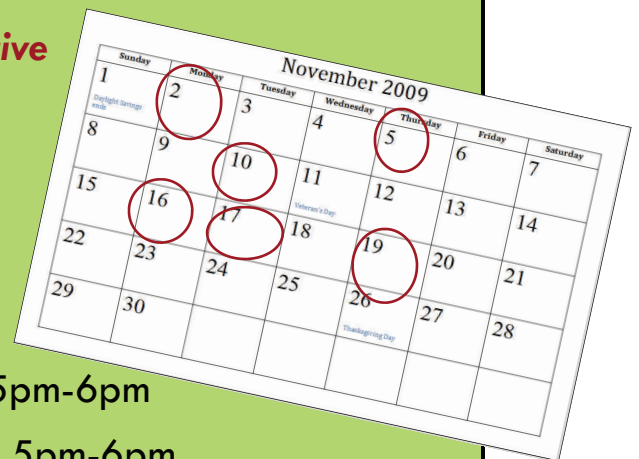 ive
November 2009
Sunday Monday Tuesday Wednesday Thursday Friday Saturday
1 2 3 4 5 6 7
Daylight Savings
ends
8 9 10 11 12 13 14
Veteran's Day
15 16 17 18 19 20 21
22 23 24 25 26 27 28
Thanksgiving Day
29 30
5pm-6pm
5pm-6pm